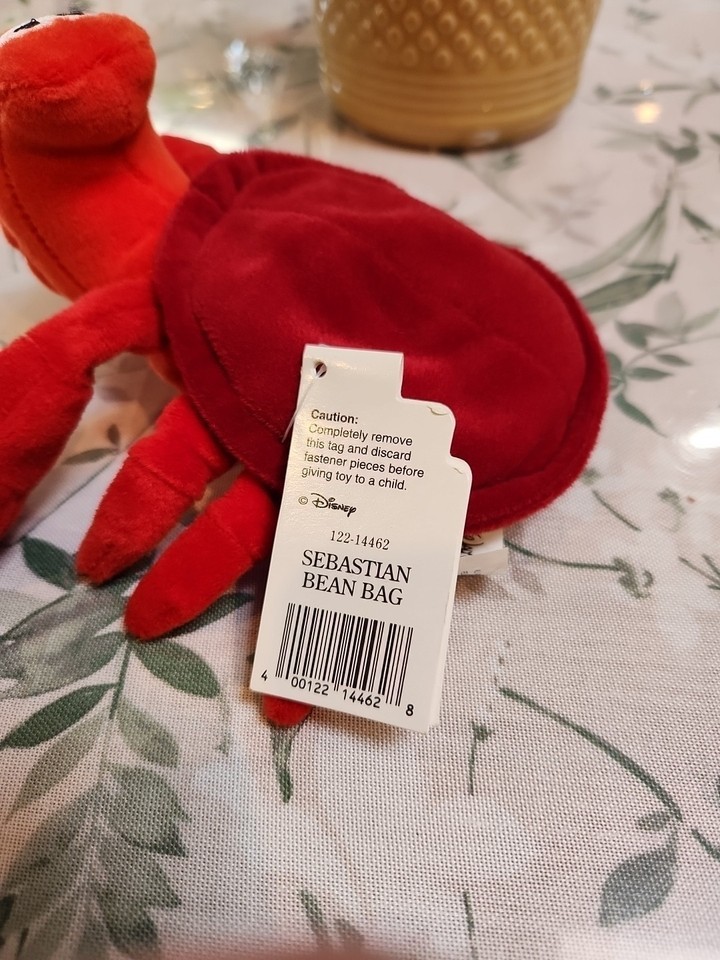 Caution:
Completely remove
this tag and discard
fastener pieces before
giving toy to a child.
© Disney
122-14462
SEBASTIAN
BEAN BAG
4 00122 14462 8